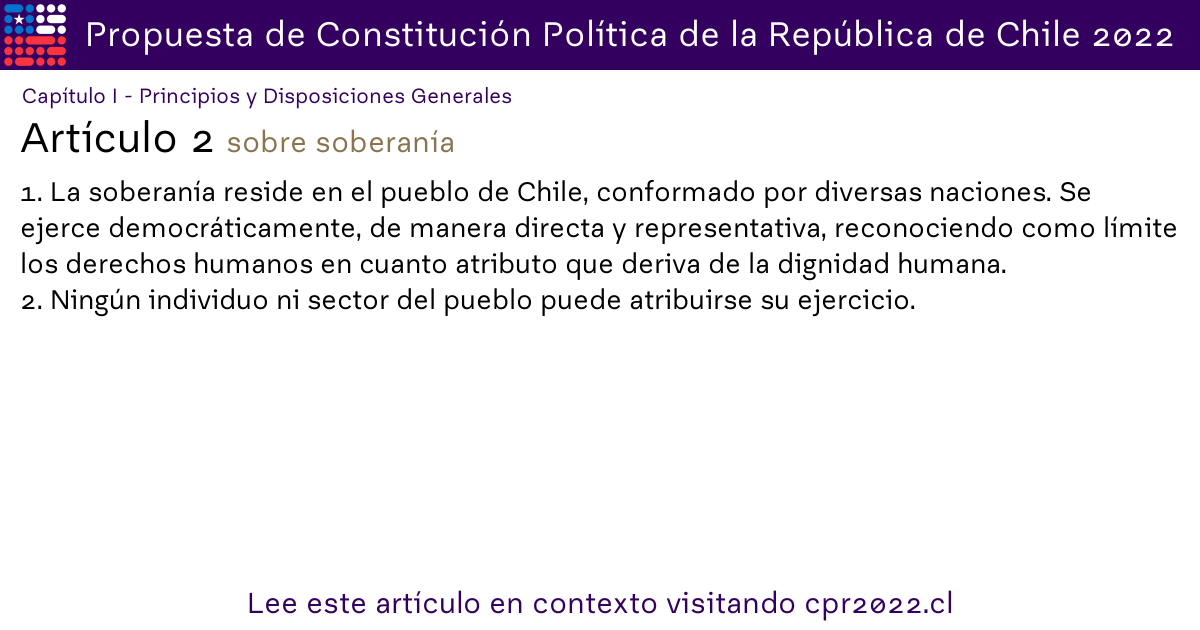 Propuesta de Constitución Política de la República de Chile 2022
Capítulo I - Principios y Disposiciones Generales
Artículo 2 sobre soberanía
1. La soberanía reside en el pueblo de Chile, conformado por diversas naciones. Se
ejerce democráticamente, de manera directa y representativa, reconociendo como límite
los derechos humanos en cuanto atributo que deriva de la dignidad humana.
2. Ningún individuo ni sector del pueblo puede atribuirse su ejercicio.
Lee este artículo en contexto visitando cpr2022.cl